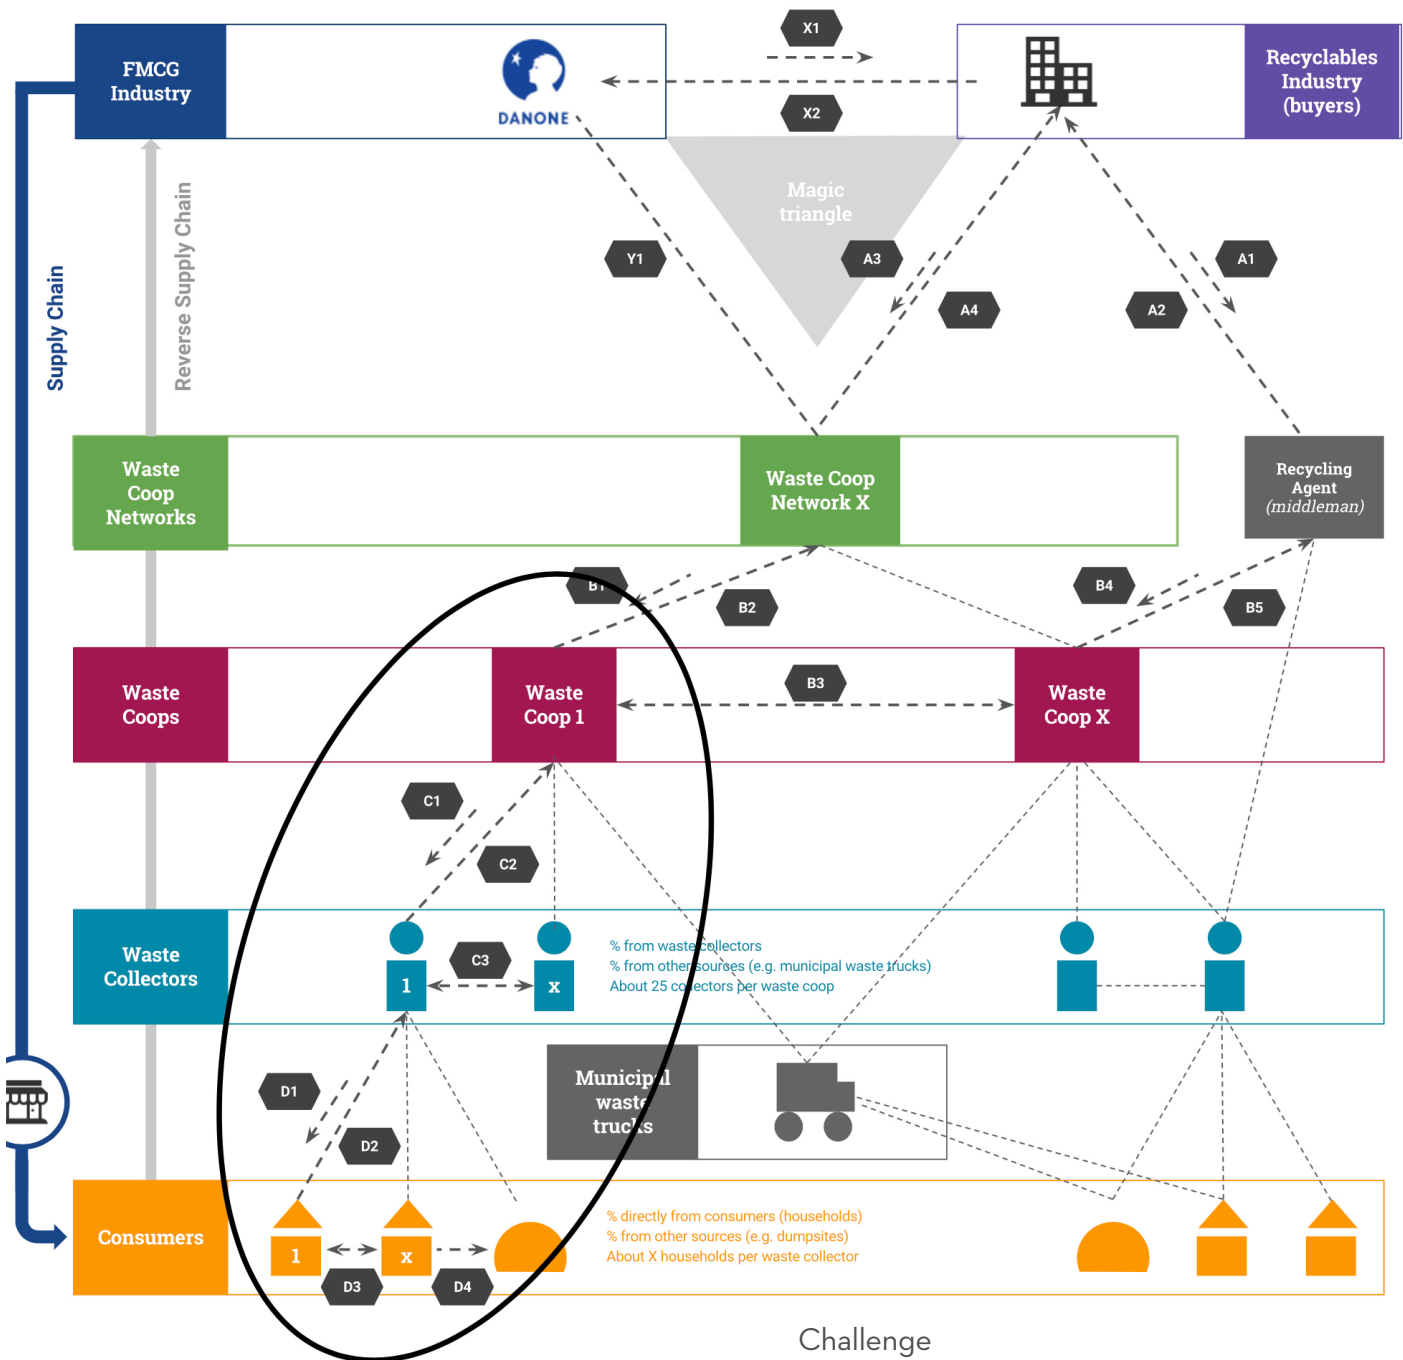 X1
FMCG
Industry
DANONE
X2
Recyclables
Industry
(buyers)
Magic
triangle
Supply Chain
Reverse Supply Chain
Y1
A3
A4
A1
A2
Waste
Coop
Networks
Waste Coop
Network X
Recycling
Agent
(middleman)
B1
B2
B4
B5
Waste
Coops
Waste
Coop 1
B3
Waste
Coop X
C1
C2
Waste
Collectors
1
C3
x
% from waste collectors
% from other sources (e.g. municipal waste trucks)
About 25 collectors per waste coop
D1
D2
Municipal
waste
trucks
Consumers
1
x
D3
D4
% directly from consumers (households)
% from other sources (e.g. dumpsites)
About X households per waste collector
Challenge